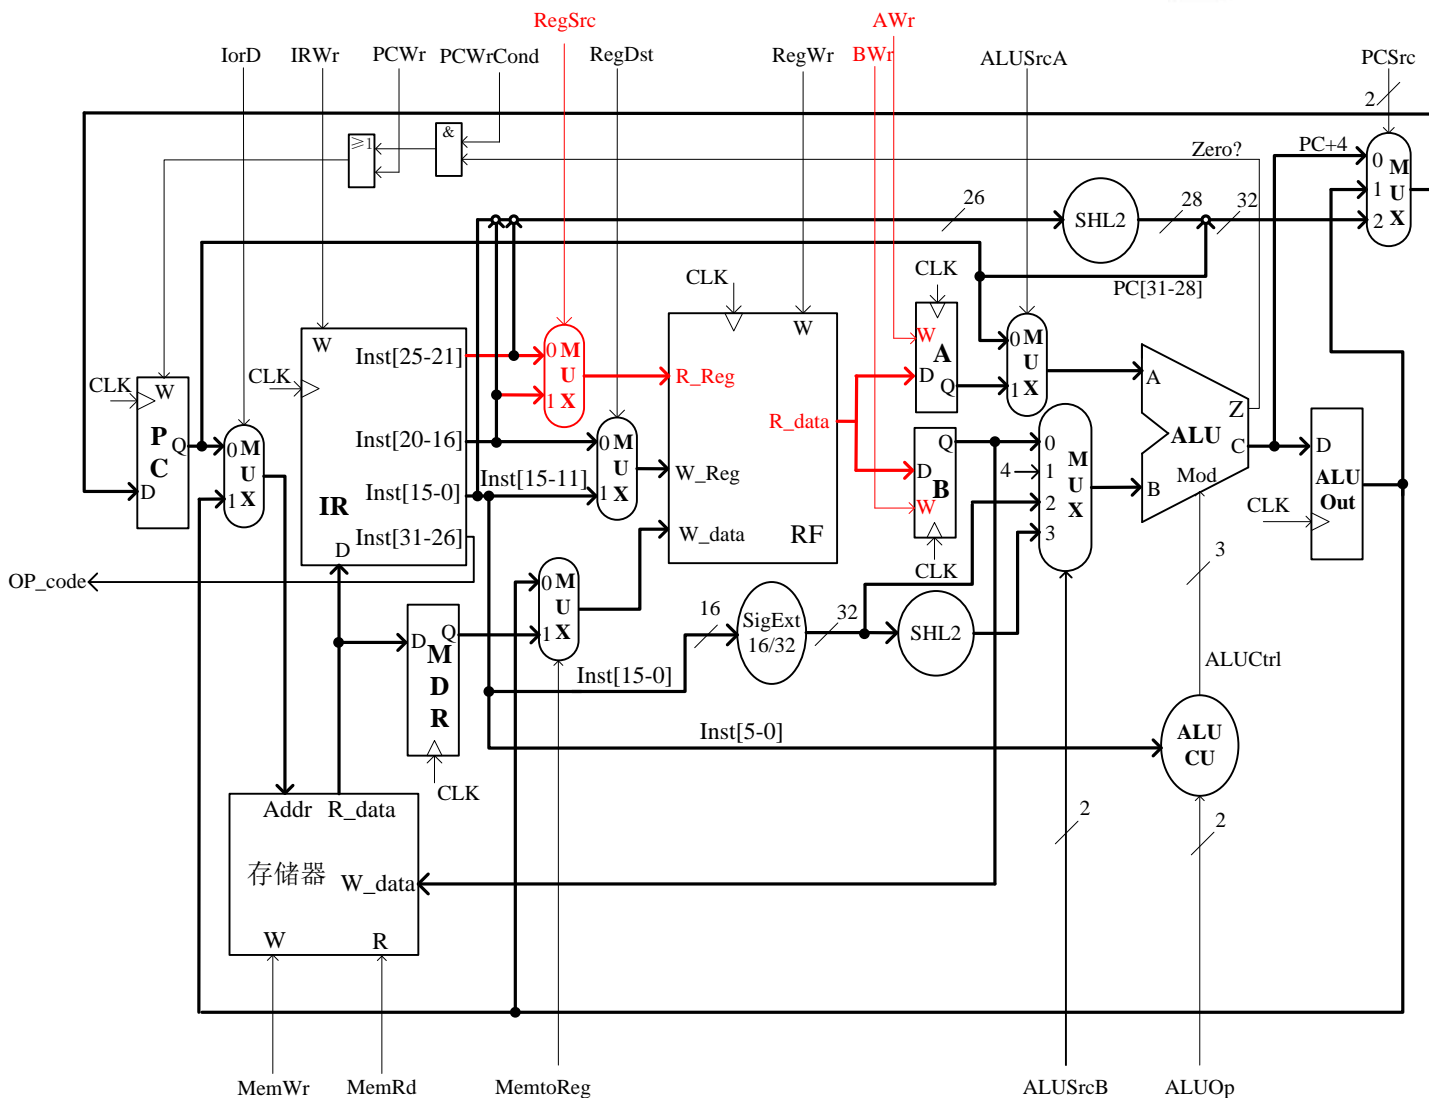 RegSrc
AWr
IorD
IRWr
PCWr
PCWrCond
RegDst
RegWr
BWr
ALUSrcA
PCSrc
2
≥1
&
Zero?
PC+4
0
1
2
M
U
X
26
SHL2
28
32
PC[31-28]
CLK
CLK
W
Inst[25-21]
0
1
M
U
X
W
R_Reg
W
A
D
Q
0
1
M
U
X
CLK
W
P
C
Q
D
CLK
0
1
M
U
X
Inst[20-16]
Inst[15-0]
Inst[15-11]
IR
Inst[31-26]
D
0
1
M
U
X
R_data
W_Reg
W_data
RF
Q
D
B
W
CLK
4
0
1
2
3
M
U
X
A
B
Z
ALU
C
Mod
D
ALU
Out
CLK
3
OP_code
D
Q
M
D
R
CLK
0
1
M
U
X
16
SigExt
16/32
32
SHL2
Inst[15-0]
Inst[5-0]
ALUCtrl
ALU
CU
2
2
Addr
R_data
存储器
W_data
W
R
MemWr
MemRd
MemtoReg
ALUSrcB
ALUOp